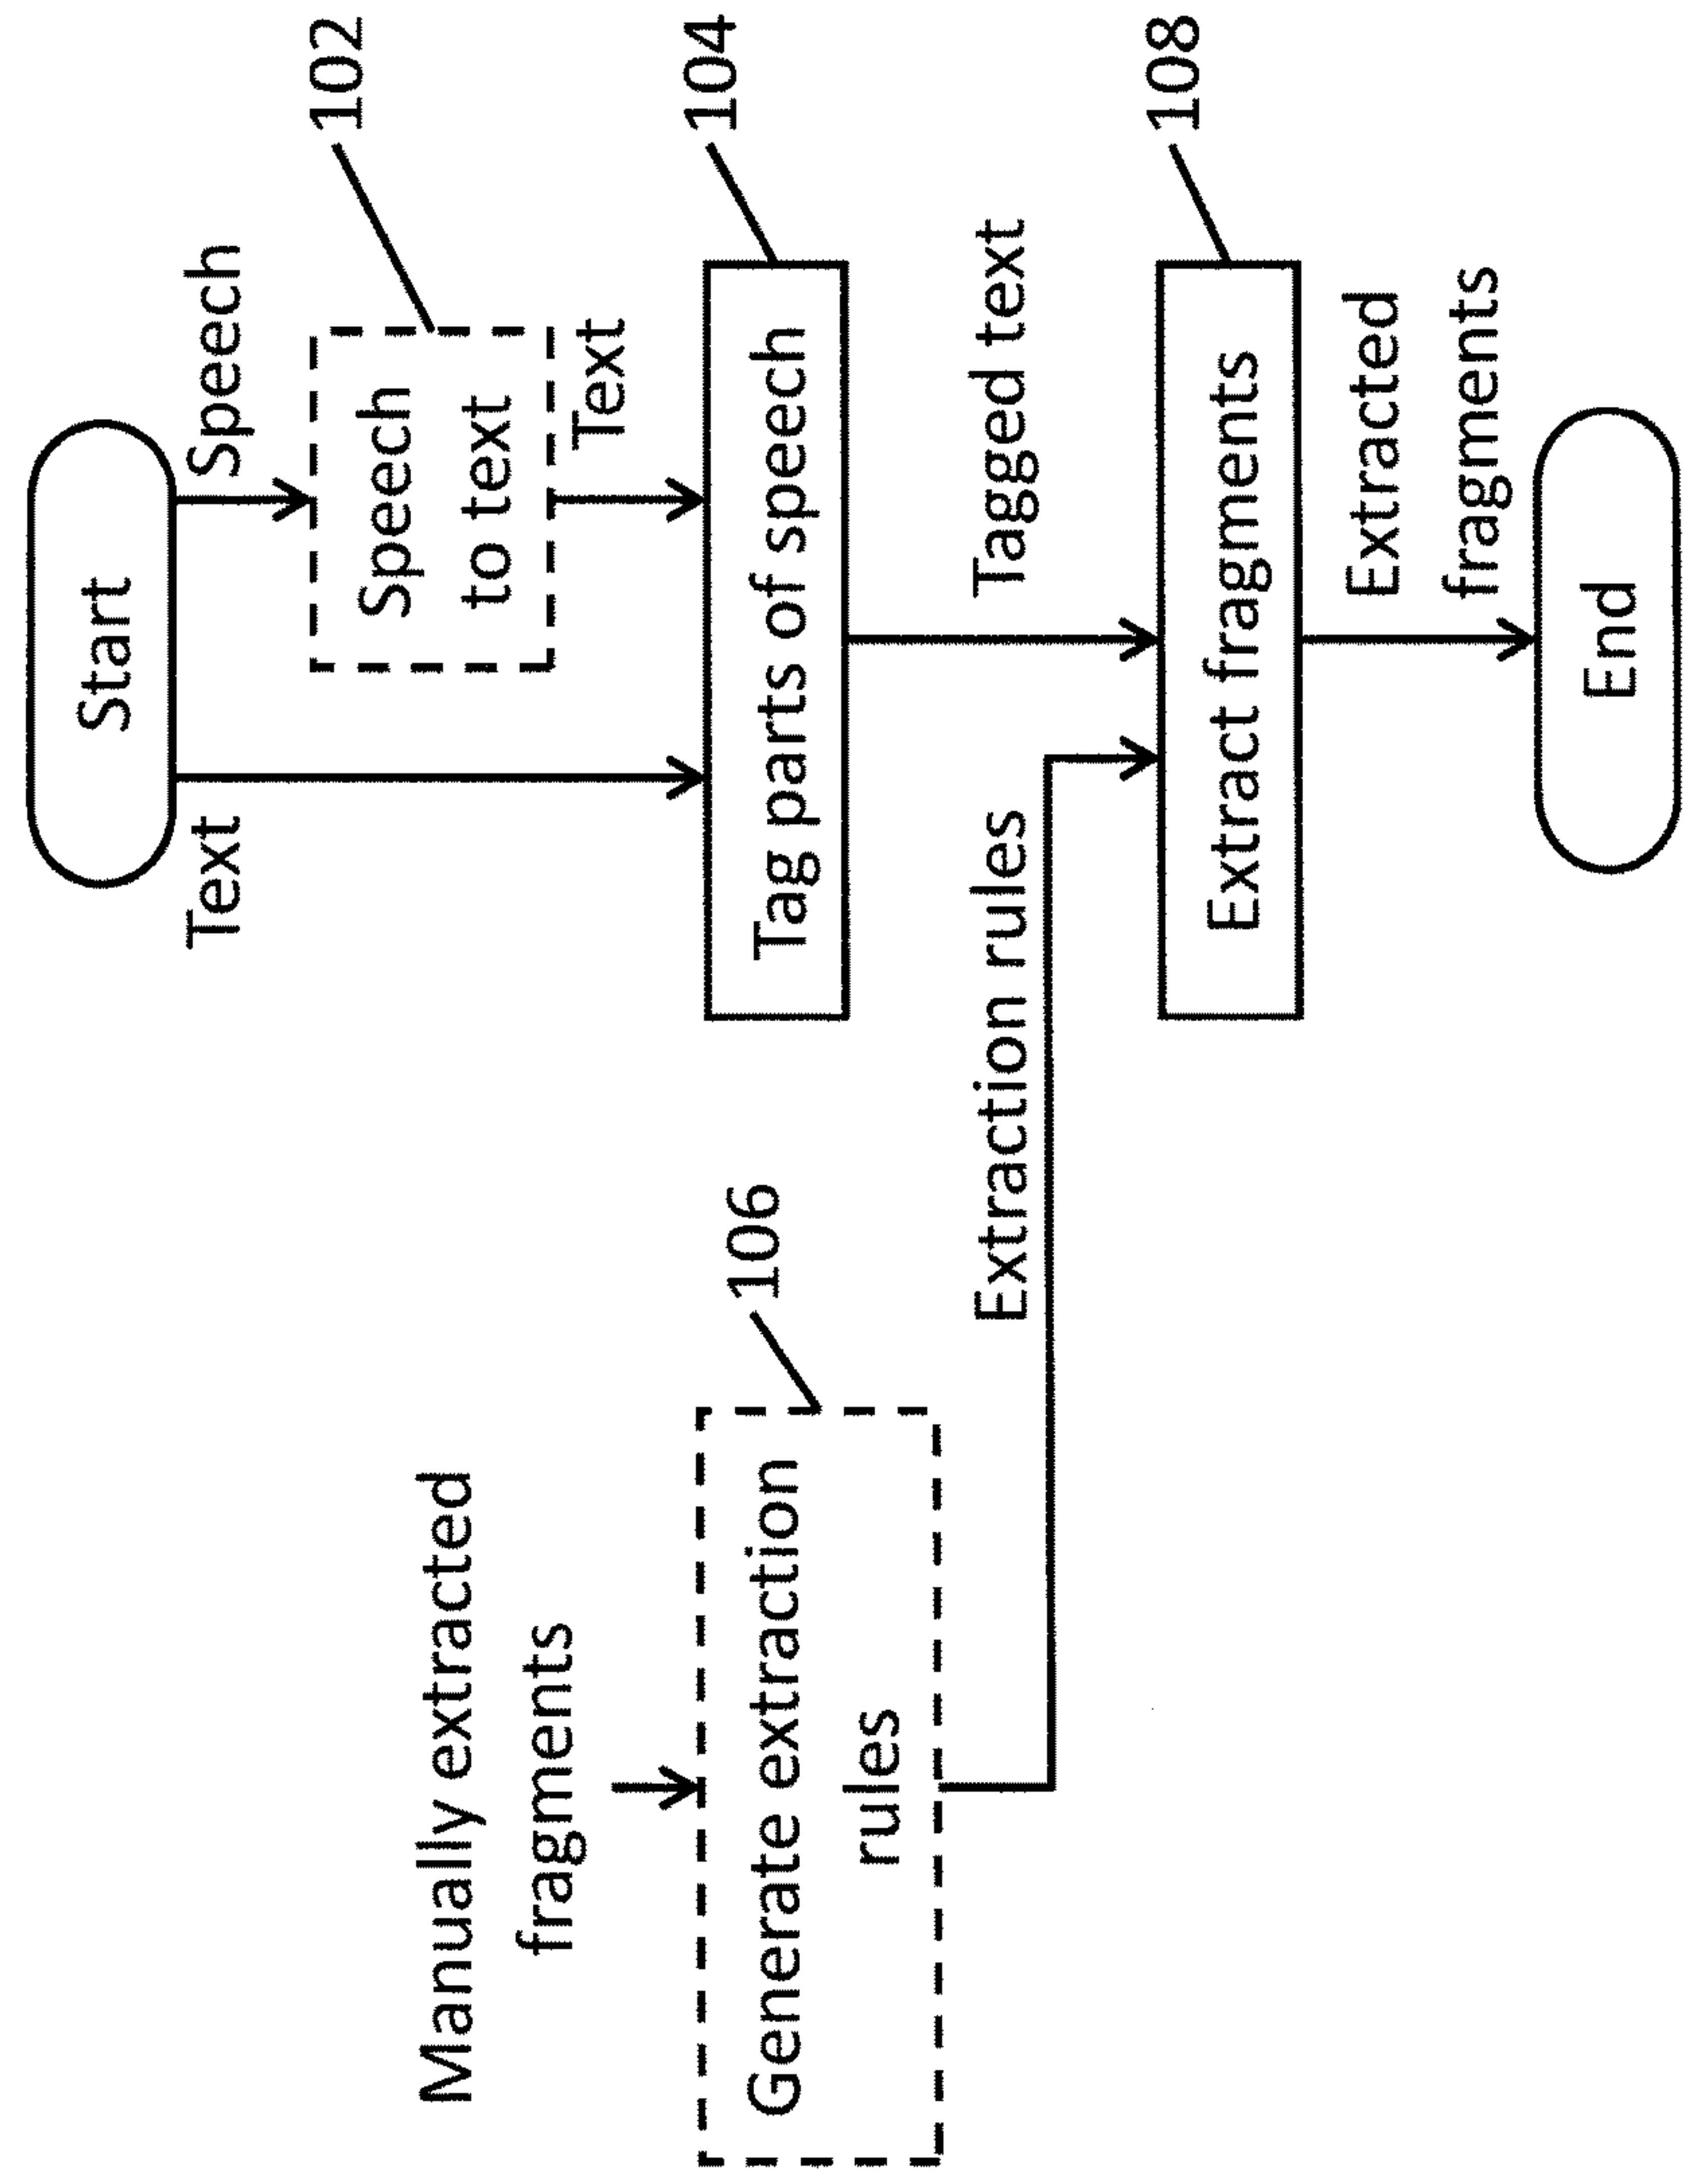 Start
Text
Speech
102
Speech
to text
Text
Manually extracted
fragments
106
Generate extraction
rules
104
Tag parts of speech
Extraction rules
Tagged text
108
Extract fragments
Extracted
fragments
End